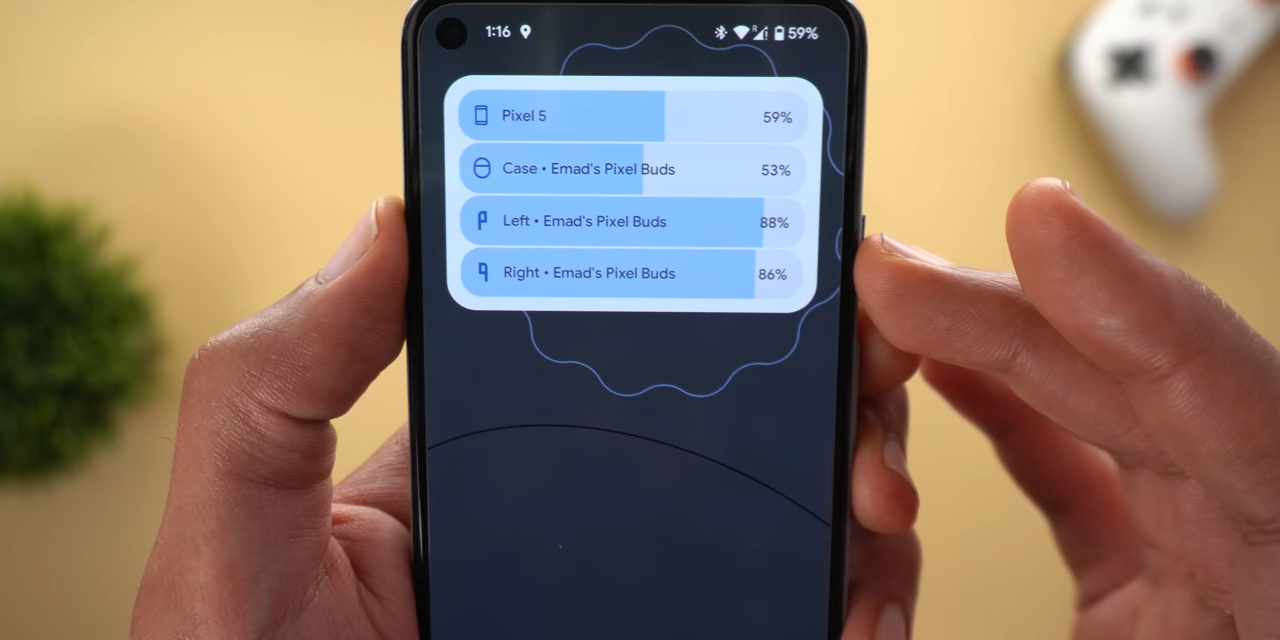 1:16 R 59%
Pixel 5 59%
Case • Emad's Pixel Buds 53%
Left • Emad's Pixel Buds 88%
Right • Emad's Pixel Buds 86%